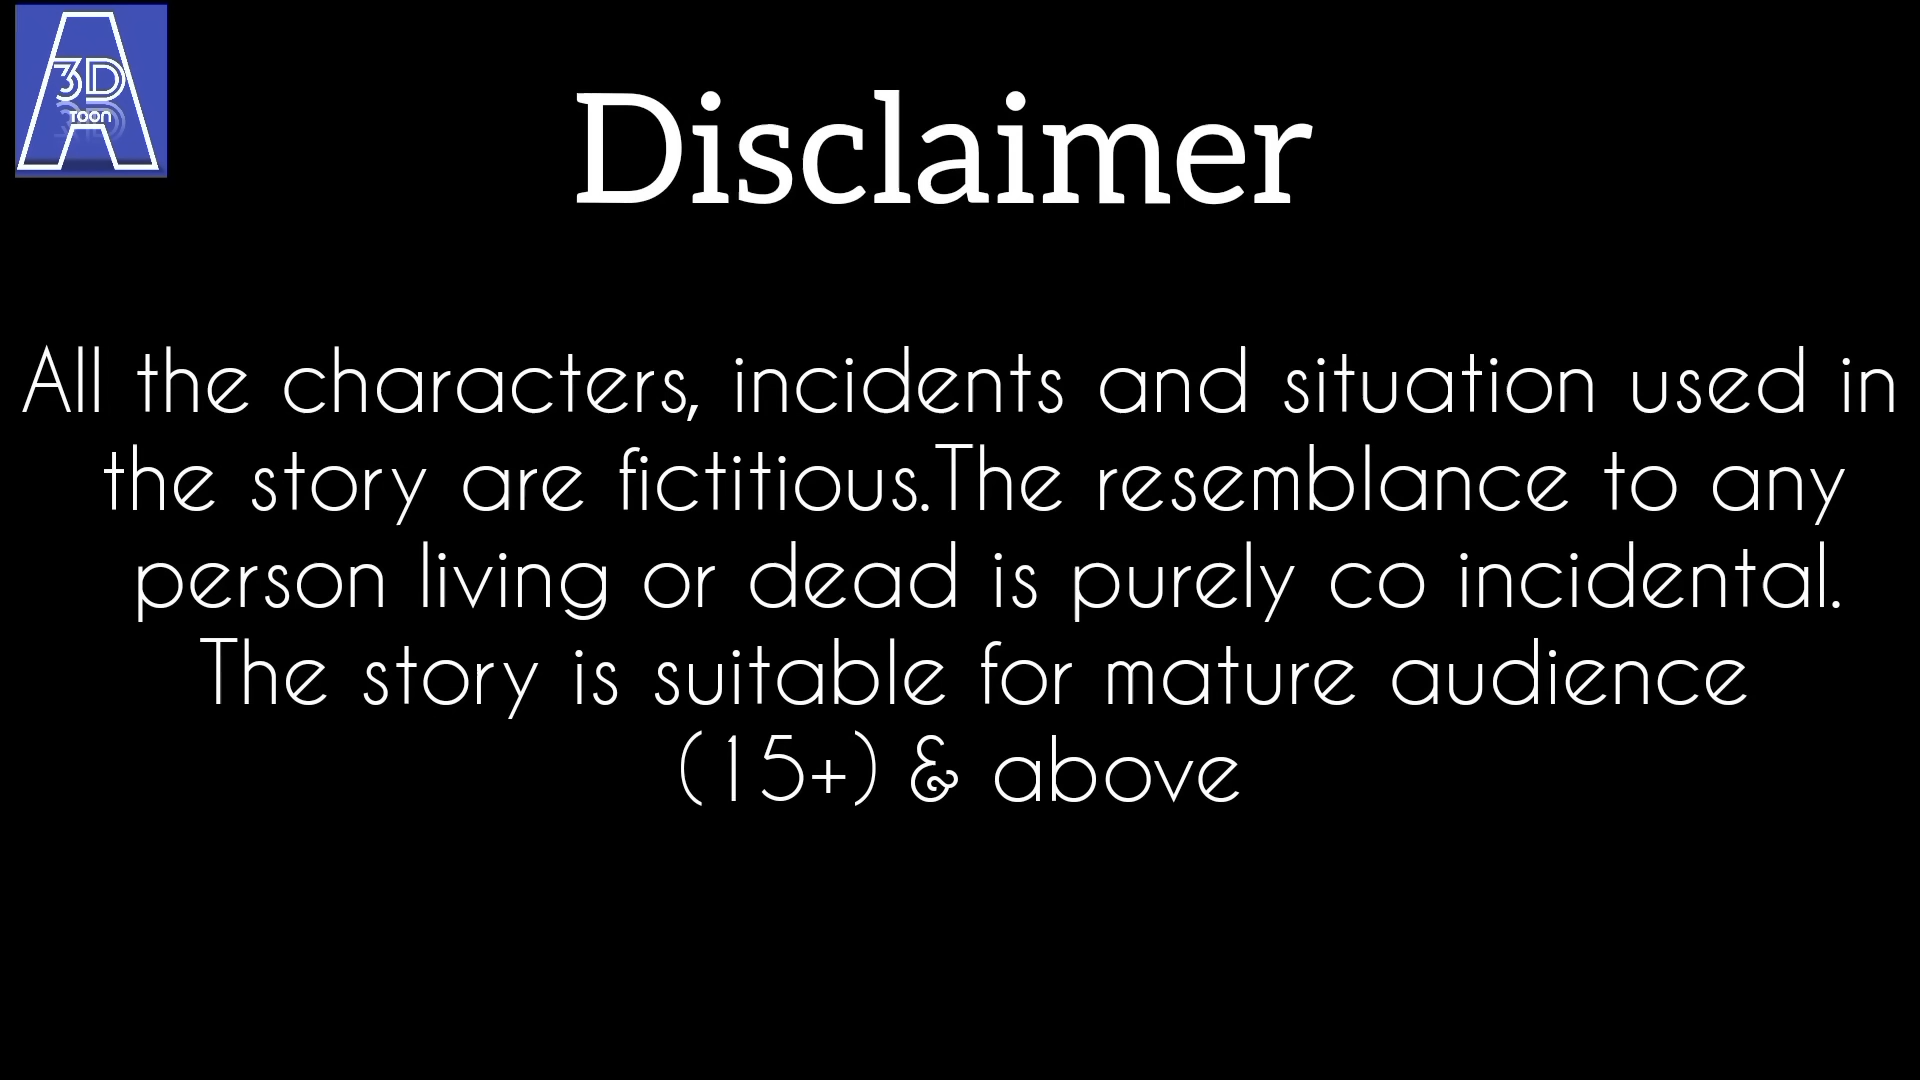 3D
TOON
Disclaimer
All the characters, incidents and situation used in
the story are fictitious.The resemblance to any
person living or dead is purely co incidental.
The story is suitable for mature audience
(15+) & above